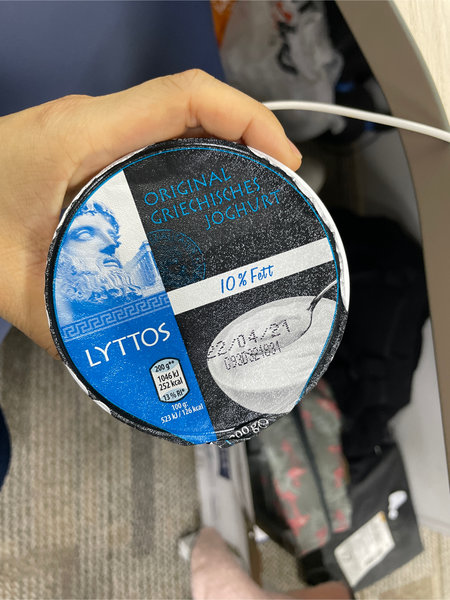 ORIGINAL
GRIECHISCHES
JOGHURT
10% Fett
LYTTOS
22/04/21
200 g**
1046 kJ
252 kcal
13 % RI*
100 g:
523 kJ / 126 kcal